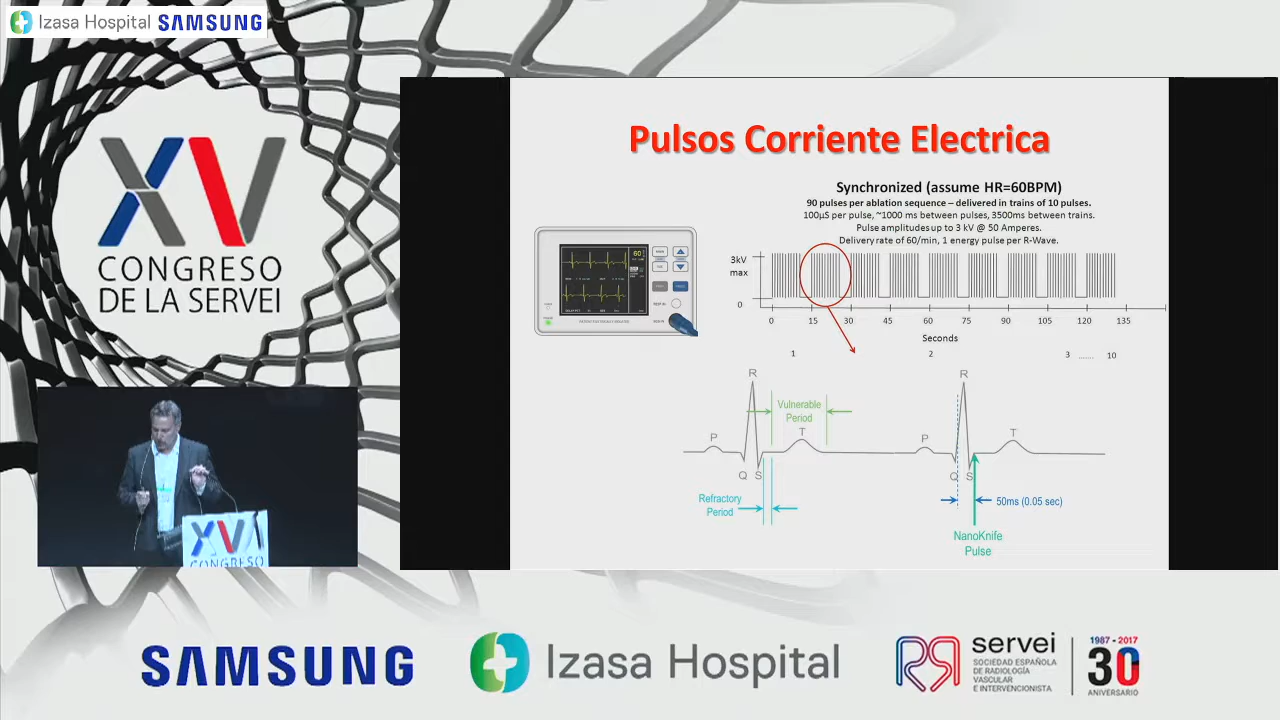 Izasa Hospital SAMSUNG
XV
CONGRESO
DE LA SERVEI
Pulsos Corriente Electrica
Synchronized (assume HR=60BPM)
90 pulses per ablation sequence – delivered in trains of 10 pulses.
100µS per pulse, ~1000 ms between pulses, 3500ms between trains.
Pulse amplitudes up to 3 kV @ 50 Amperes.
Delivery rate of 60/min, 1 energy pulse per R-Wave.
60
3kV
max
0
0 15 30 45 60 75 90 105 120 135
Seconds
1 2 3 ....... 10
R R
Vulnerable
Period
P T P T
Q S Q S
Refractory
Period
50ms (0.05 sec)
NanoKnife
Pulse
XV
CONGRESO
SAMSUNG
Izasa Hospital
servei
SOCIEDAD ESPAÑOLA
DE RADIOLOGÍA
VASCULAR
E INTERVENCIONISTA
1987 - 2017
30
ANIVERSARIO